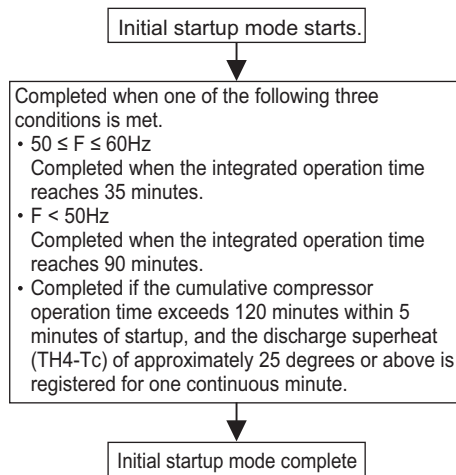 Initial startup mode starts.
Completed when one of the following three
conditions is met.
・50 ≤ F ≤ 60Hz
Completed when the integrated operation time
reaches 35 minutes.
・F < 50Hz
Completed when the integrated operation time
reaches 90 minutes.
・Completed if the cumulative compressor
operation time exceeds 120 minutes within 5
minutes of startup, and the discharge superheat
(TH4-Tc) of approximately 25 degrees or above is
registered for one continuous minute.
Initial startup mode complete